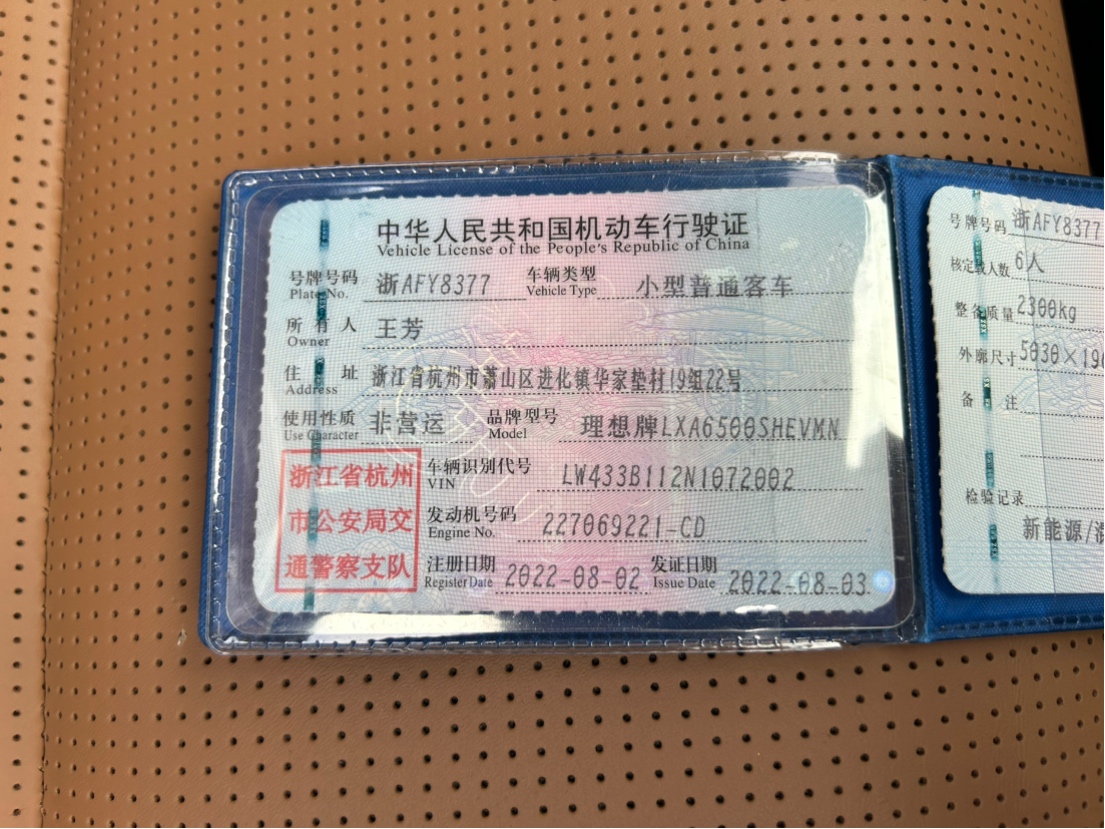 中华人民共和国机动车行驶证
Vehicle License of the People's Republic of China
号牌号码 浙AFY8377 车辆类型 小型普通客车
Plate No. Vehicle Type
所有人 王芳
Owner
住址 浙江省杭州市萧山区进化镇华家垫村19组22号
Address
使用性质 非营运 品牌型号 理想牌LXA6500SHEVMN
Use Character Model
浙江省杭州
市公安局交
通警察支队
车辆识别代号 LW433B112N1072002
VIN
发动机号码 227069221-CD
Engine No.
注册日期 2022-08-02 发证日期 2022-08-03
Register Date Issue Date
号牌号码 浙AFY8377
核定载人数 6人
整备质量 2300kg
外廓尺寸 5030×19
备注
检验记录
新能源/